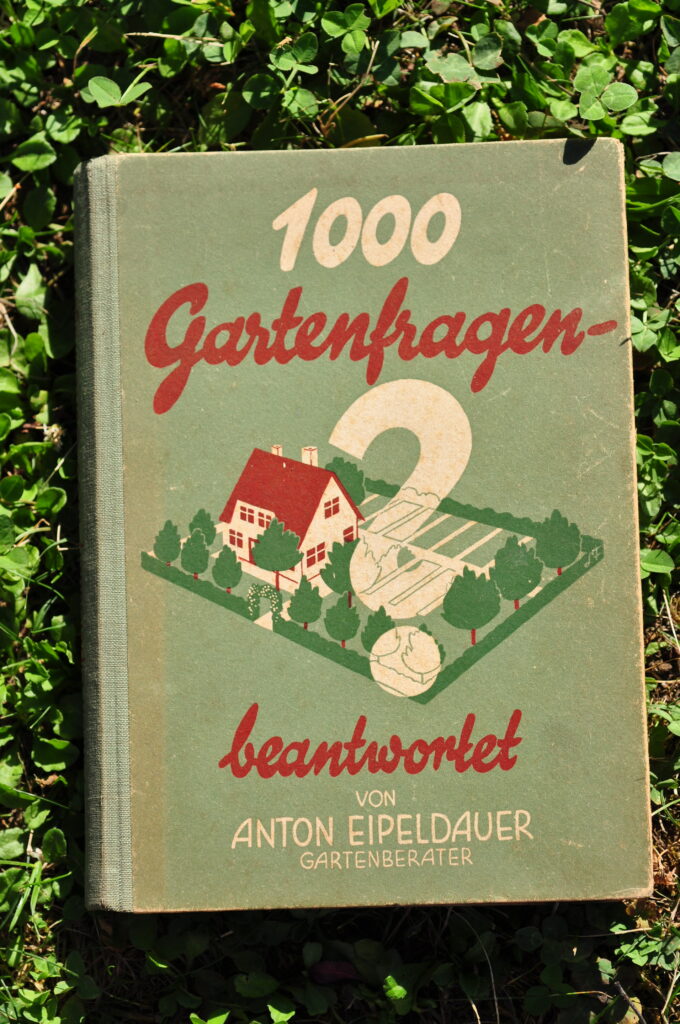 1000
Gartenfragen-
?
beantwortet
VON
ANTON EIPELDAUER
GARTENBERATER